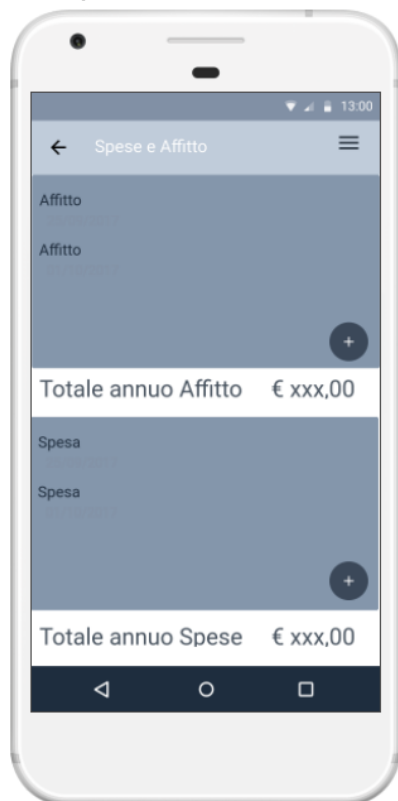 13:00
Spese e Affitto
Affitto
Affitto
+
Totale annuo Affitto € xxx,00
Spesa
Spesa
+
Totale annuo Spese € xxx,00